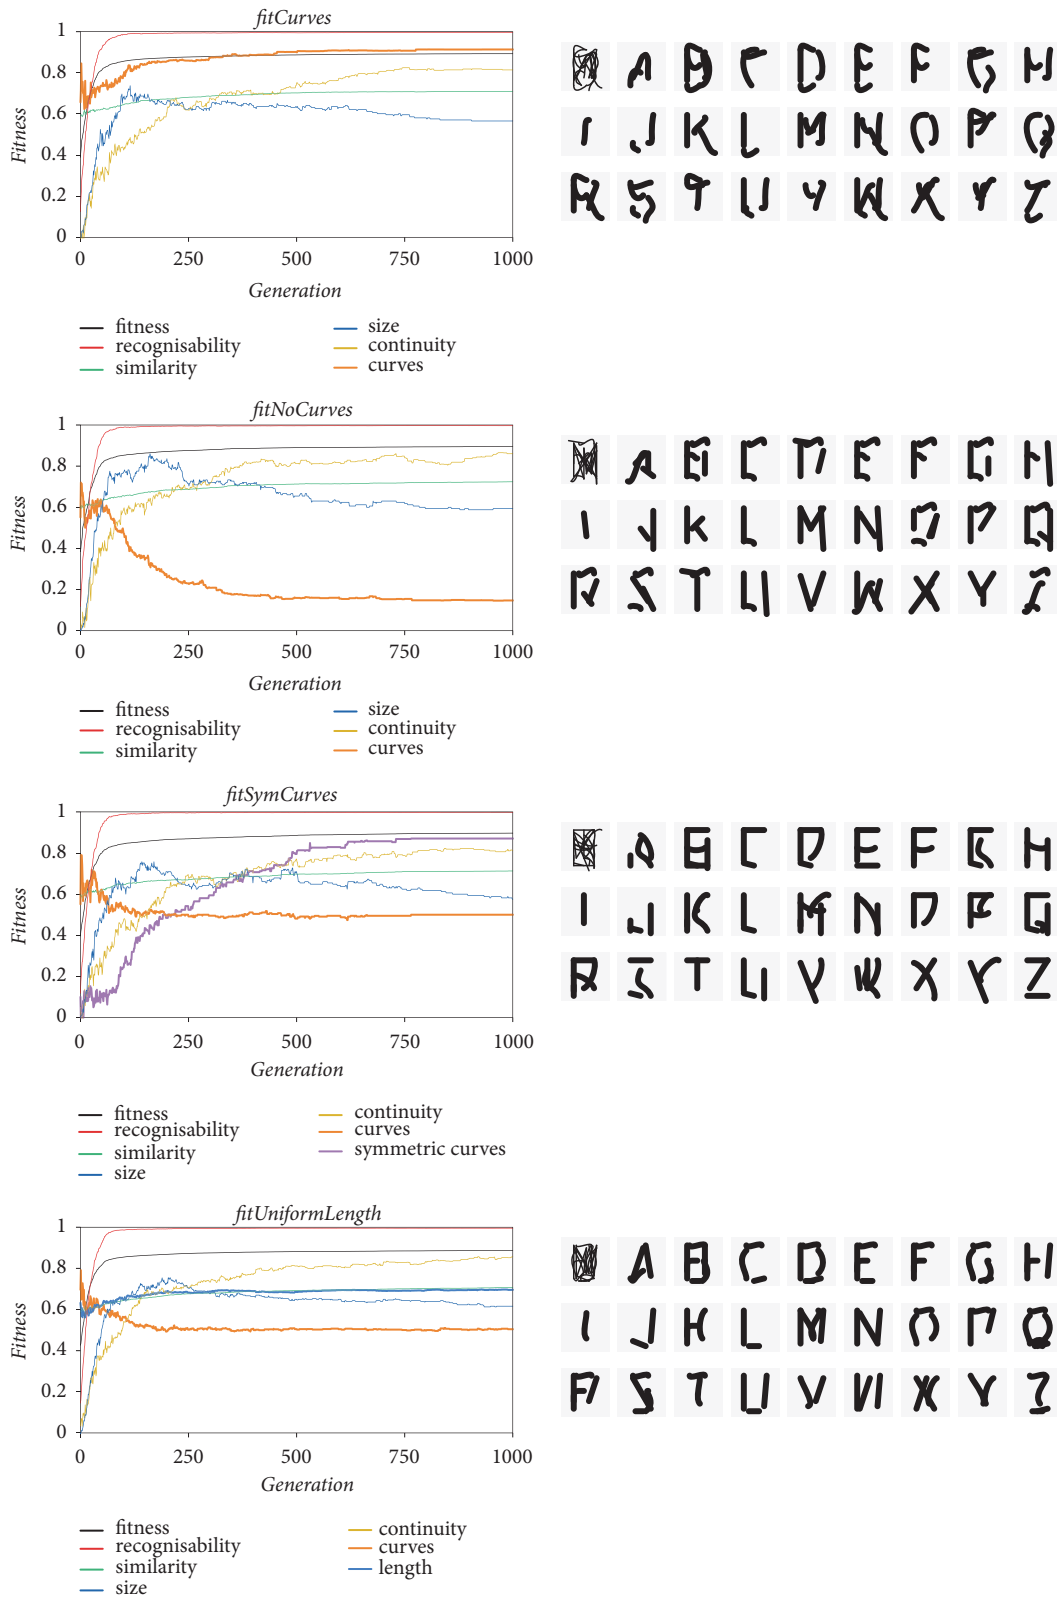 fitCurves
1
0.8
0.6
0.4
0.2
0
Fitness
0 250 500 750 1000
Generation
fitness
recognisability
similarity
size
continuity
curves
A B C D E F G H
I J K L M N O P Q
R S T U V W X Y Z
fitNoCurves
1
0.8
0.6
0.4
0.2
0
Fitness
0 250 500 750 1000
Generation
fitness
recognisability
similarity
size
continuity
curves
A B C D E F G H
I J K L M N O P Q
R S T U V W X Y Z
fitSymCurves
1
0.8
0.6
0.4
0.2
0
Fitness
0 250 500 750 1000
Generation
fitness
recognisability
similarity
size
continuity
curves
symmetric curves
A B C D E F G H
I J K L M N O P Q
R S T U V W X Y Z
fitUniformLength
1
0.8
0.6
0.4
0.2
0
Fitness
0 250 500 750 1000
Generation
fitness
recognisability
similarity
size
continuity
curves
length
A B C D E F G H
I J K L M N O P Q
R S T U V W X Y Z